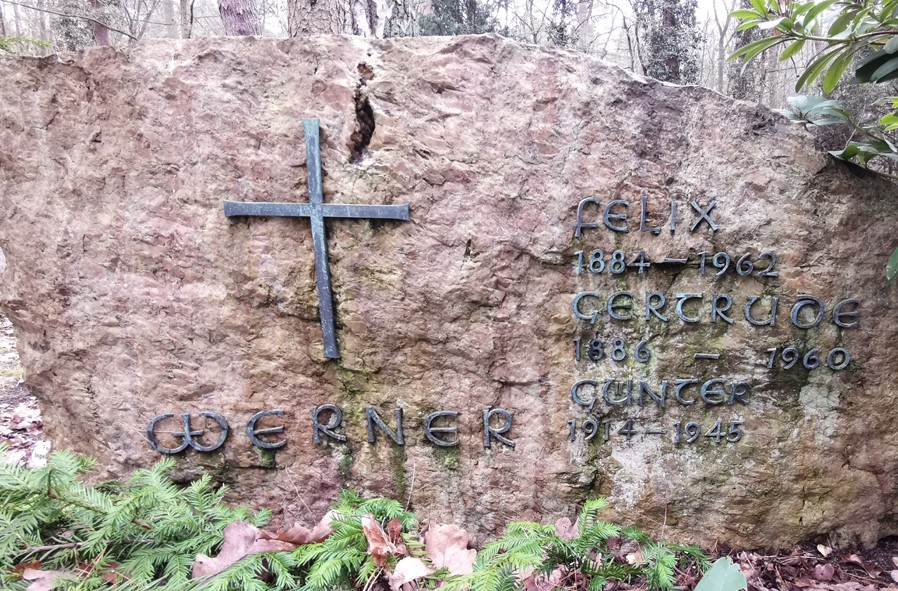 WERNER
FELIX
1884 – 1962
GERTRUDE
1886 – 1960
GUNTER
1914 – 1945